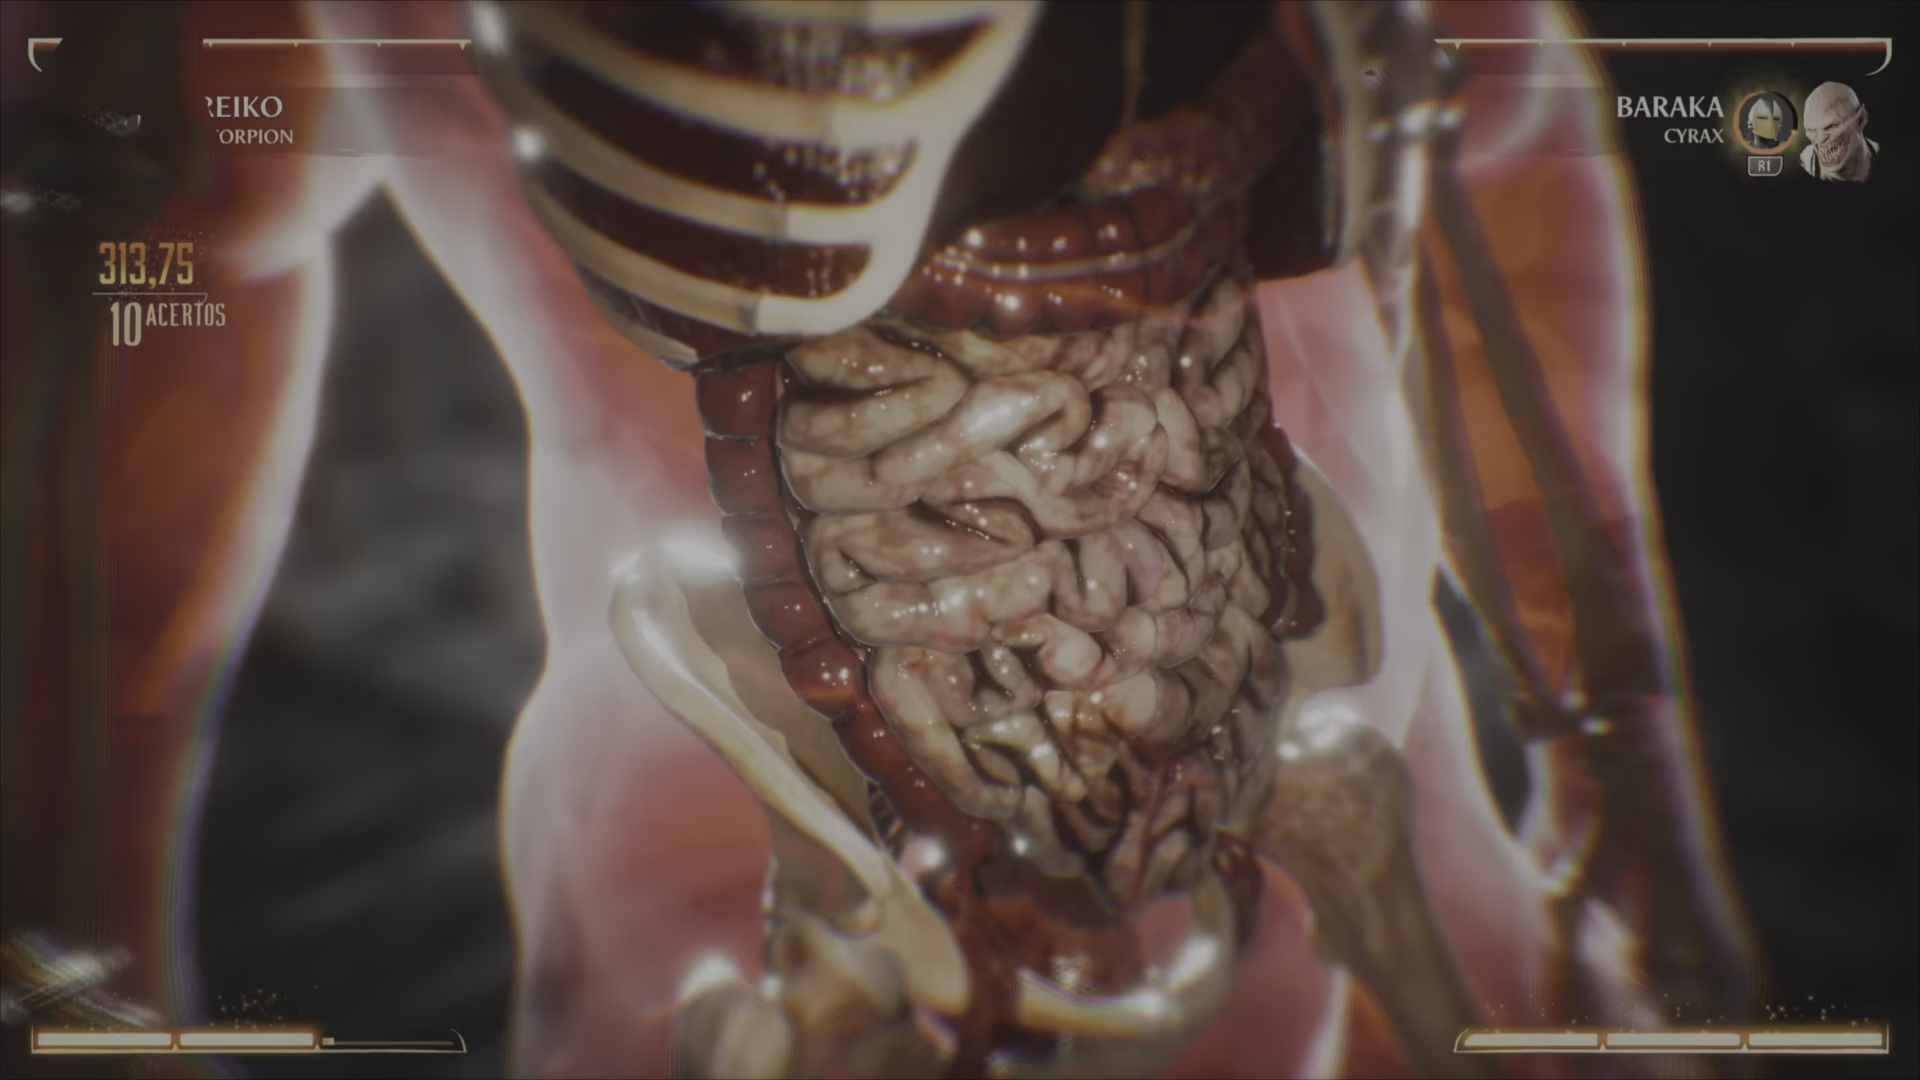 REIKO
ORPION
BARAKA
CYRAX
R1
313,75
10 ACERTOS